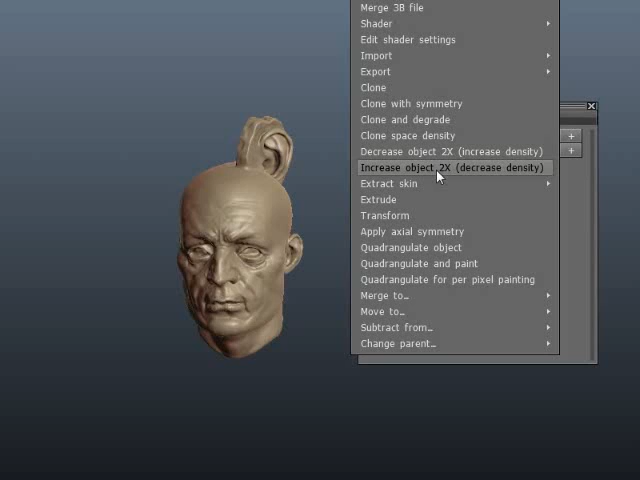 Merge 3B file
Shader
Edit shader settings
Import
Export
Clone
Clone with symmetry
Clone and degrade
Clone space density
Decrease object 2X (increase density)
Increase object 2X (decrease density)
Extract skin
Extrude
Transform
Apply axial symmetry
Quadrangulate object
Quadrangulate and paint
Quadrangulate for per pixel painting
Merge to...
Move to...
Subtract from...
Change parent...